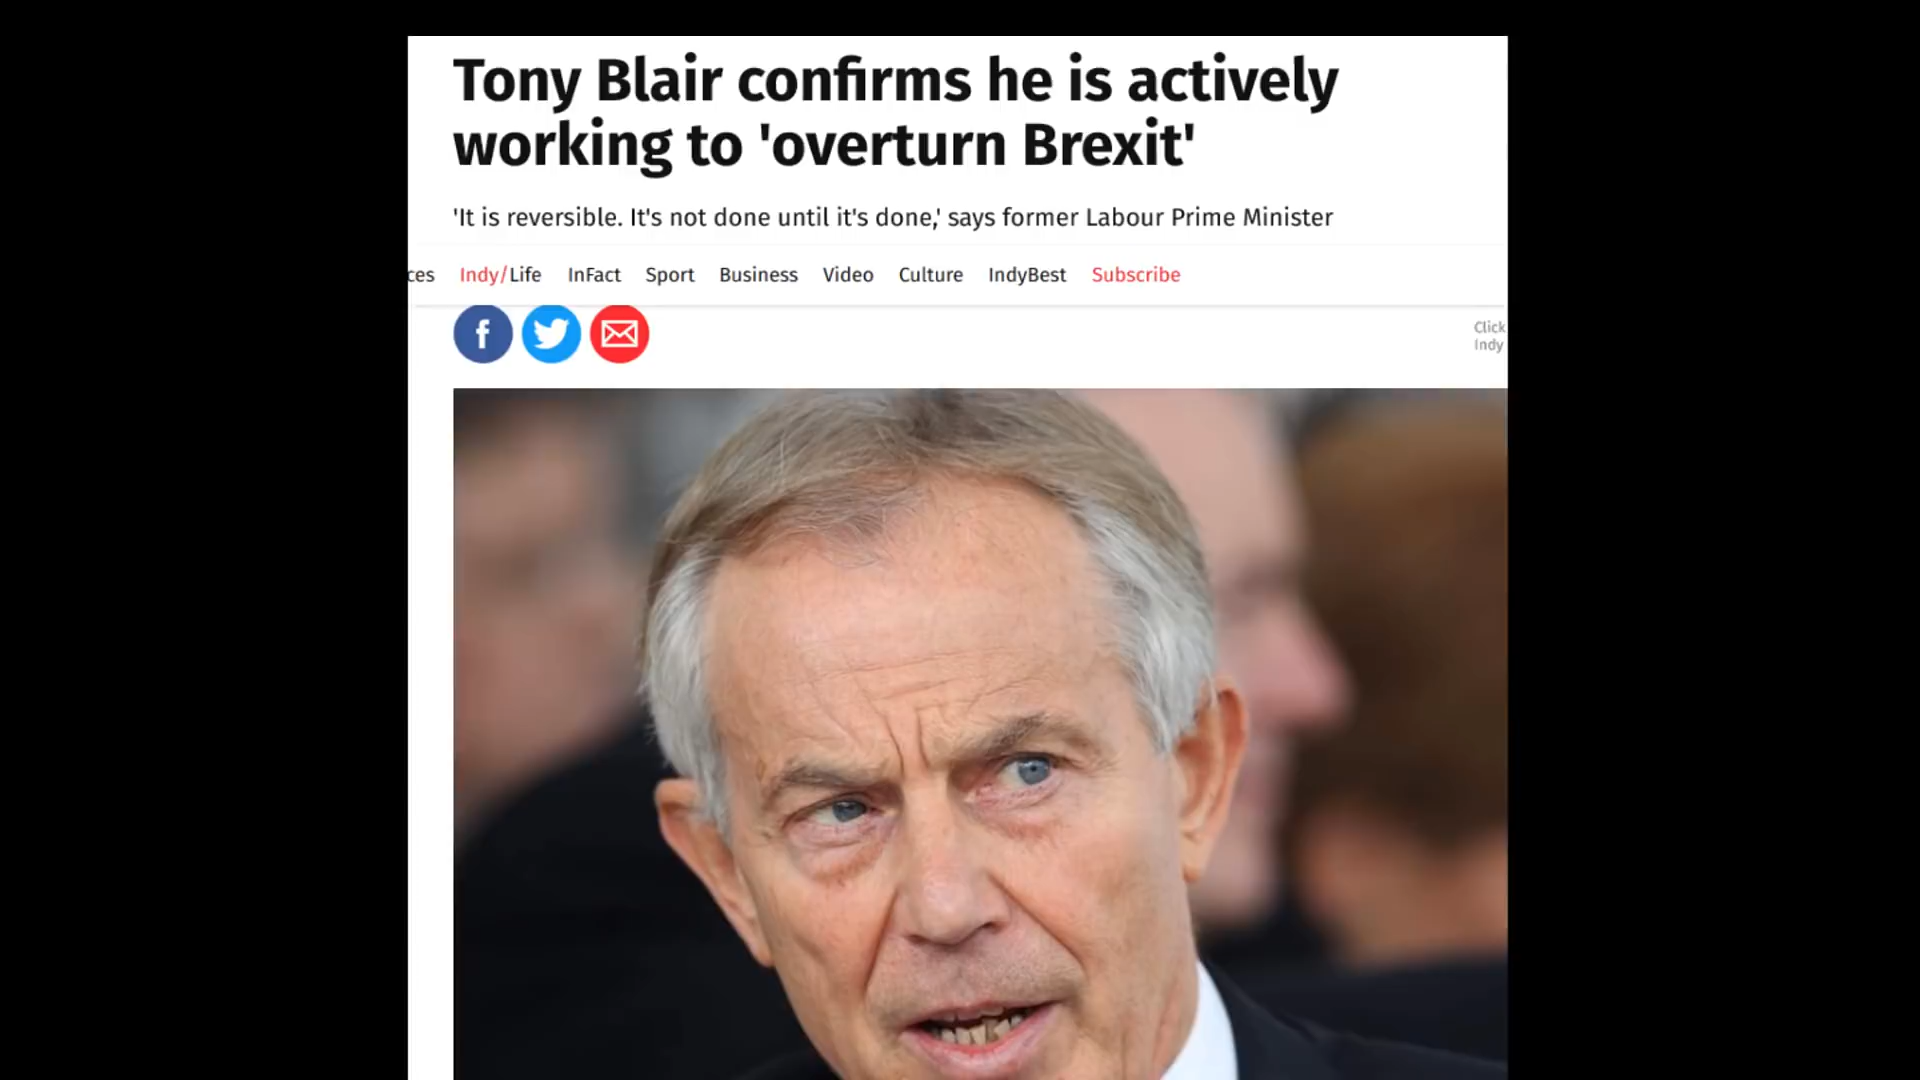 Tony Blair confirms he is actively
working to 'overturn Brexit'
'It is reversible. It's not done until it's done,' says former Labour Prime Minister
ces Indy/Life InFact Sport Business Video Culture IndyBest Subscribe
f
Click
Indy